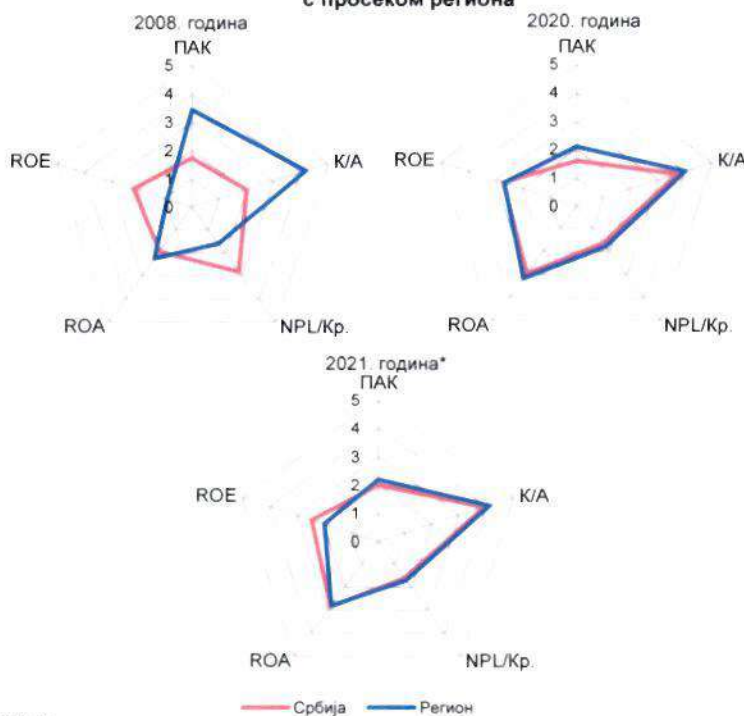 с просеком региона
2008. година
ПАК
5
4
3
2
1
0
K/A
NPL/Кр.
ROA
ROE
2020. година
ПАК
5
4
3
2
1
0
K/A
NPL/Кр.
ROA
ROE
2021. година*
ПАК
5
4
3
2
1
0
K/A
NPL/Кр.
ROA
ROE
Србија Регион